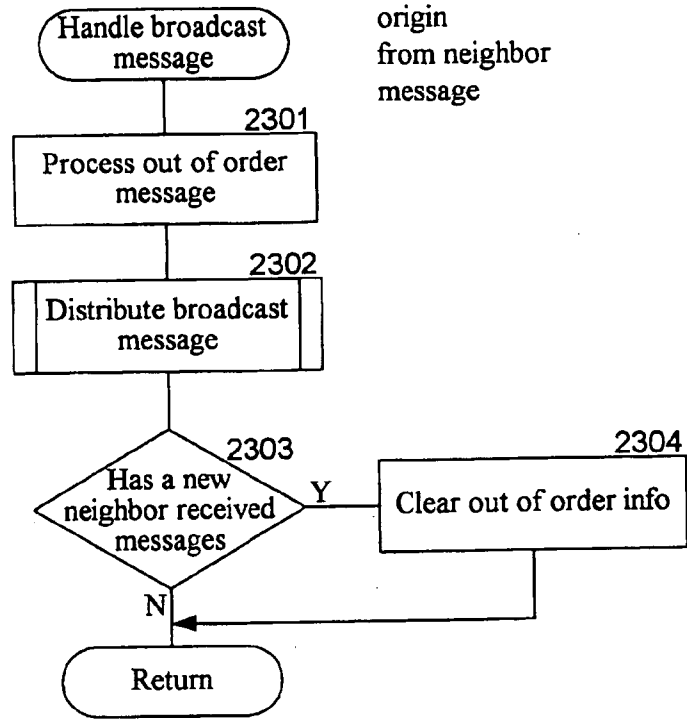 Handle broadcast
message
origin
from neighbor
message
2301
Process out of order
message
2302
Distribute broadcast
message
2303
Has a new
neighbor received
messages
Y
2304
Clear out of order info
N
Return